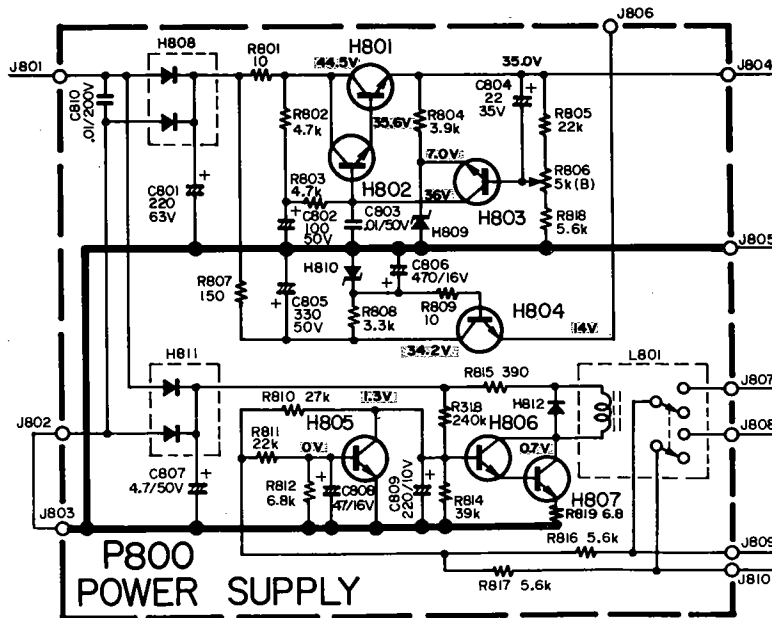 J806
H808
R801
10
H801
44.5V
35.0V
J801
J804
C810
.01/200V
C804
22
35V
R802
4.7k
35.6V
R804
3.9k
R805
22k
7.0V
R806
5k(B)
R803
4.7k
H802
36V
H803
C801
220
63V
C802
100
50V
C803
.01/50V
H809
R818
5.6k
J805
H810
C806
470/16V
R807
150
C805
330
50V
R809
10
H804
R808
3.3k
14V
34.2V
H811
L801
R815 390
J807
R810 27k
1.3V
H812
J802
R811
22k
H805
R318
240k
H806
J808
0V
0.7V
C807
4.7/50V
R812
6.8k
C808
47/16V
C809
220/10V
R814
39k
H807
R819 6.8
J803
P800
POWER SUPPLY
R816 5.6k
J809
R817 5.6k
J810